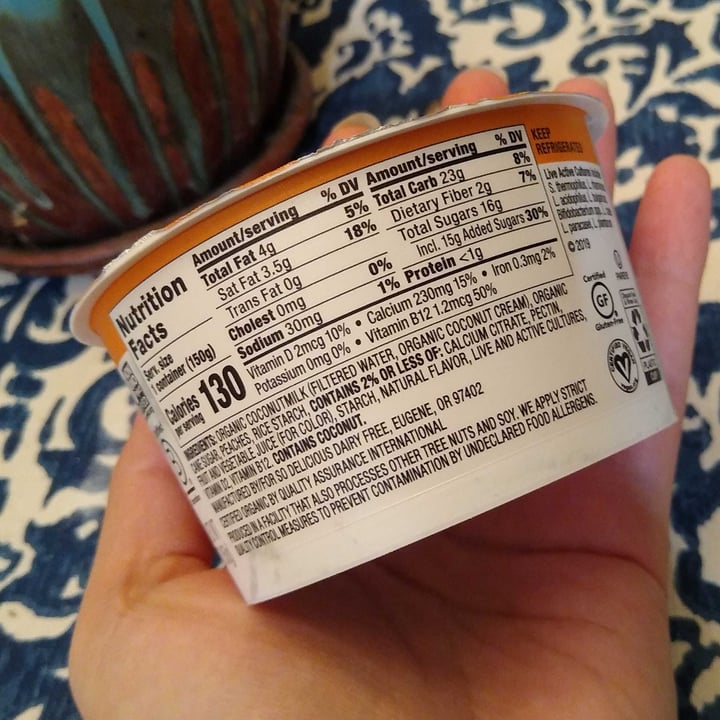 Nutrition
Facts
Serv. size
container (150g)
Calories
per serving
130
Amount/serving % DV
Total Fat 4g 5%
Sat Fat 3.5g 18%
Trans Fat 0g
Cholest 0mg 0%
Sodium 30mg 1%
Amount/serving % DV
Total Carb 23g 8%
Dietary Fiber 2g 7%
Total Sugars 16g
Incl. 15g Added Sugars 30%
Protein <1g
Vitamin D 2mcg 10% • Calcium 230mg 15% • Iron 0.3mg 2%
Potassium 0mg 0% • Vitamin B12 1.2mcg 50%
INGREDIENTS: ORGANIC COCONUTMILK (FILTERED WATER, ORGANIC COCONUT CREAM), ORGANIC
CANE SUGAR, PEACHES, RICE STARCH, CONTAINS 2% OR LESS OF: CALCIUM CITRATE, PECTIN,
FRUIT AND VEGETABLE JUICE (FOR COLOR), STARCH, NATURAL FLAVOR, LIVE AND ACTIVE CULTURES,
VITAMIN D2, VITAMIN B12. CONTAINS COCONUT.
MANUFACTURED BY/FOR SO DELICIOUS DAIRY FREE, EUGENE, OR 97402
CERTIFIED ORGANIC BY QUALITY ASSURANCE INTERNATIONAL
PRODUCED IN A FACILITY THAT ALSO PROCESSES OTHER TREE NUTS AND SOY. WE APPLY STRICT
QUALITY CONTROL MEASURES TO PREVENT CONTAMINATION BY UNDECLARED FOOD ALLERGENS.
KEEP
REFRIGERATED
Live Active Cultures
S. thermophilus, L.
L. acidophilus, L.
Bifidobacterium
L. paracasei, L.
© 2019
Certified
GF
Gluten-Free